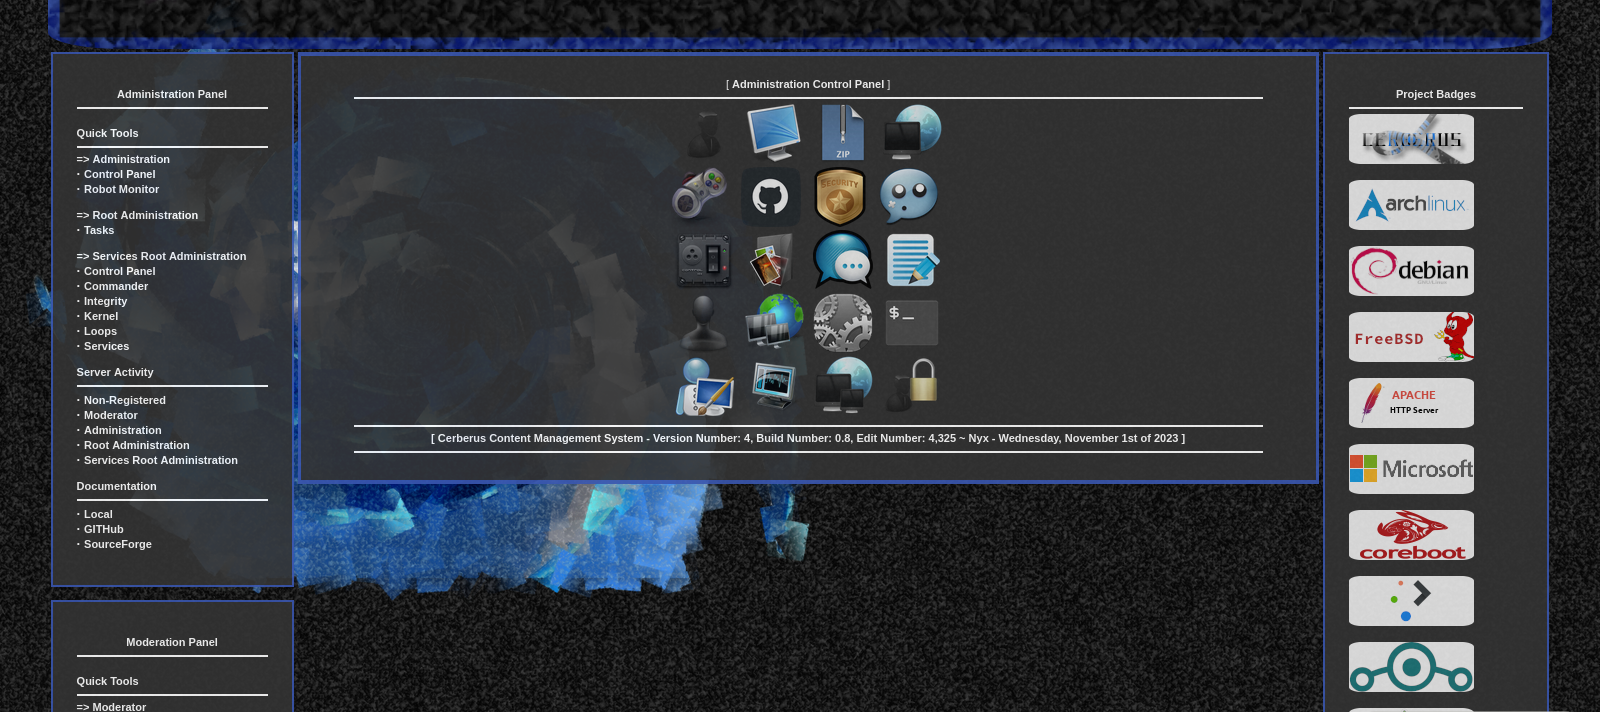 Administration Panel
Quick Tools
=> Administration
· Control Panel
· Robot Monitor
=> Root Administration
· Tasks
=> Services Root Administration
· Control Panel
· Commander
· Integrity
· Kernel
· Loops
· Services
Server Activity
· Non-Registered
· Moderator
· Administration
· Root Administration
· Services Root Administration
Documentation
· Local
· GITHub
· SourceForge
Moderation Panel
Quick Tools
=> Moderator
[ Administration Control Panel ]
ZIP
SECURITY
$_
[ Cerberus Content Management System - Version Number: 4, Build Number: 0.8, Edit Number: 4,325 ~ Nyx - Wednesday, November 1st of 2023 ]
Project Badges
CERBERUS
archlinux
debian
FreeBSD
APACHE
HTTP Server
Microsoft
coreboot